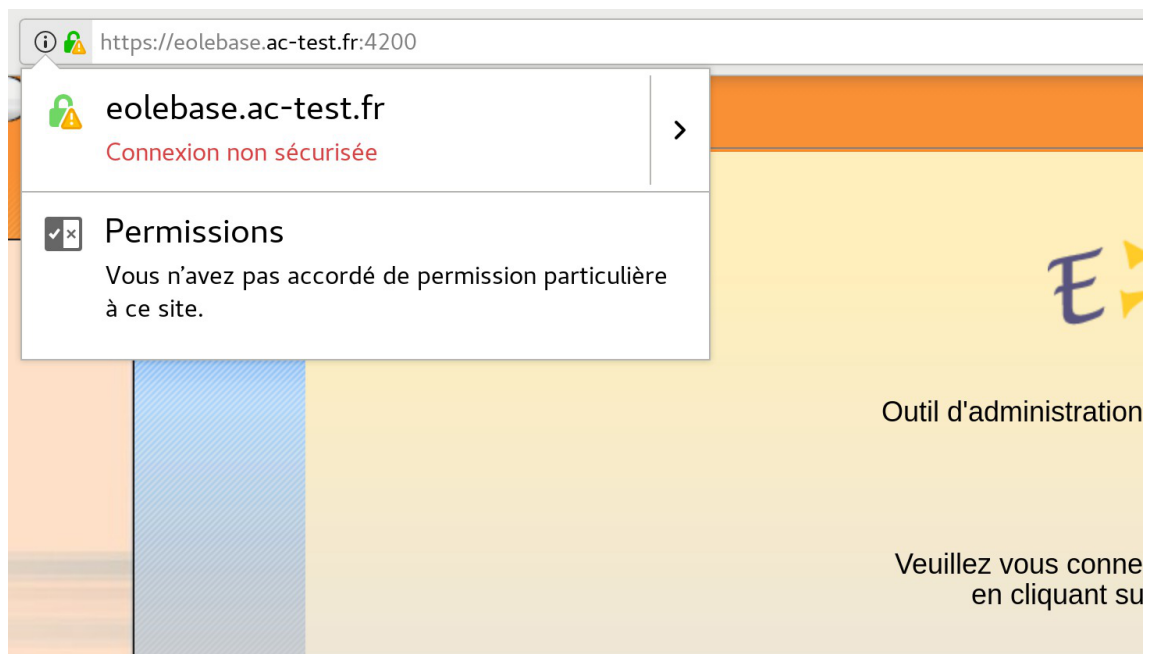 https://eolebase.ac-test.fr:4200
eolebase.ac-test.fr
Connexion non sécurisée
Permissions
Vous n’avez pas accordé de permission particulière
à ce site.
E
Outil d'administration
Veuillez vous conne
en cliquant su